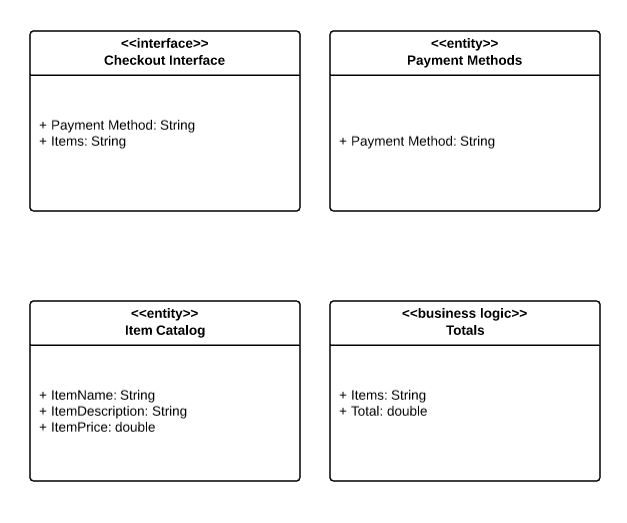 <<interface>>
Checkout Interface
+ Payment Method: String
+ Items: String
<<entity>>
Payment Methods
+ Payment Method: String
<<entity>>
Item Catalog
+ ItemName: String
+ ItemDescription: String
+ ItemPrice: double
<<business logic>>
Totals
+ Items: String
+ Total: double